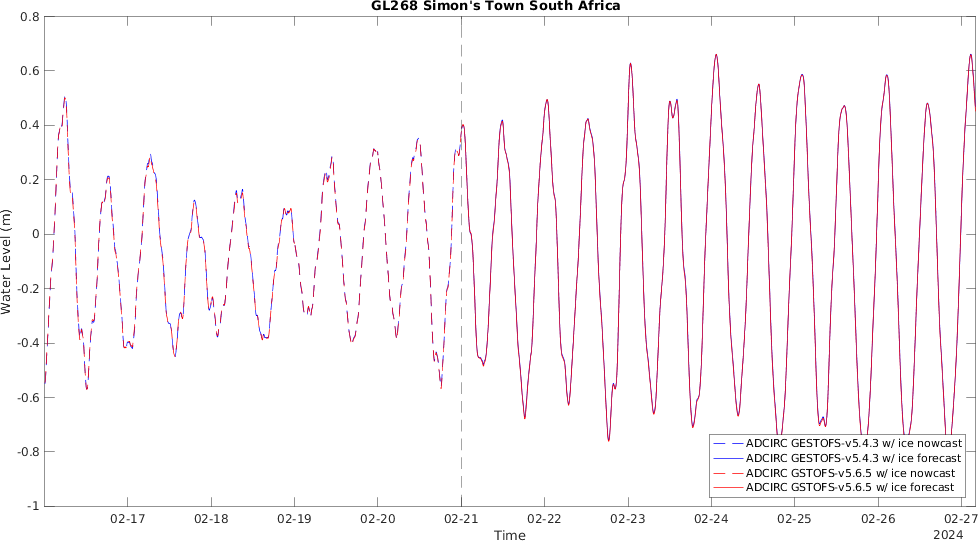 GL268 Simon's Town South Africa
0.8
0.6
0.4
0.2
0
-0.2
-0.4
-0.6
-0.8
-1
Water Level (m)
ADCIRC GESTOFS-v5.4.3 w/ ice nowcast
ADCIRC GESTOFS-v5.4.3 w/ ice forecast
ADCIRC GSTOFS-v5.6.5 w/ ice nowcast
ADCIRC GSTOFS-v5.6.5 w/ ice forecast
02-17 02-18 02-19 02-20 02-21 02-22 02-23 02-24 02-25 02-26 02-27
Time
2024